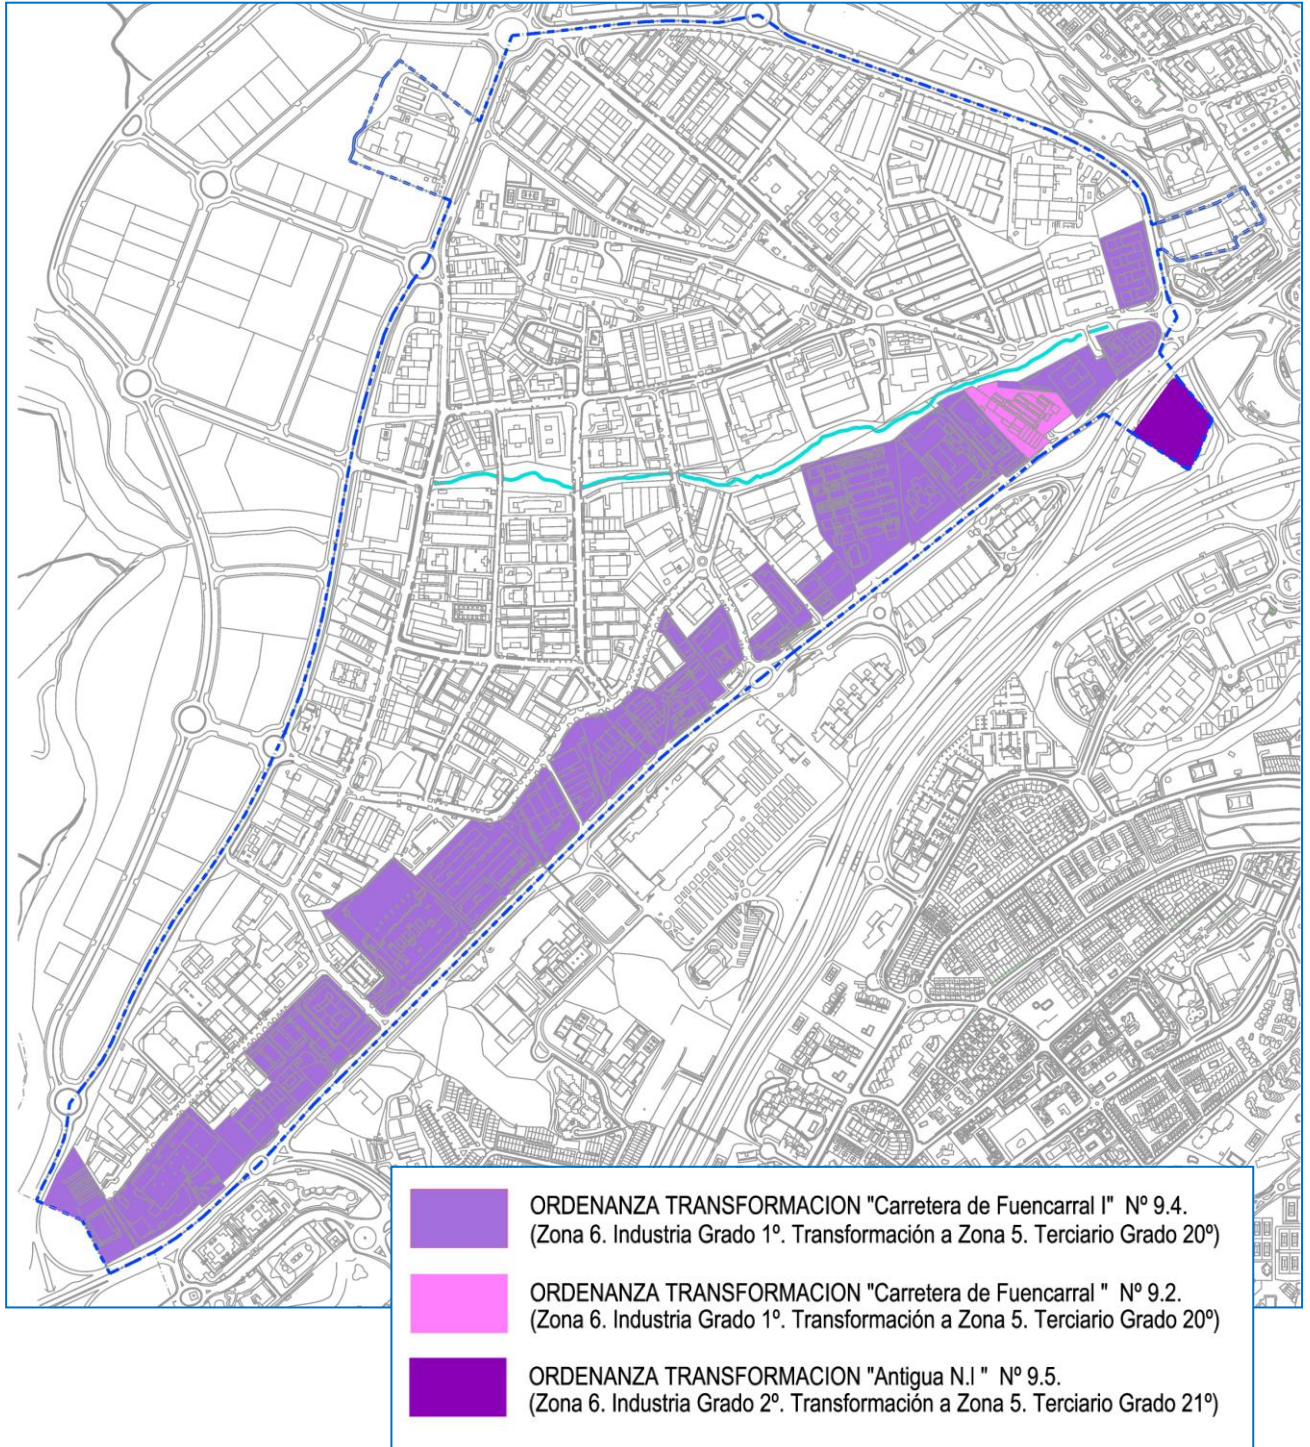 ORDENANZA TRANSFORMACION "Carretera de Fuencarral I" Nº 9.4.
(Zona 6. Industria Grado 1º. Transformación a Zona 5. Terciario Grado 20º)
ORDENANZA TRANSFORMACION "Carretera de Fuencarral " Nº 9.2.
(Zona 6. Industria Grado 1º. Transformación a Zona 5. Terciario Grado 20º)
ORDENANZA TRANSFORMACION "Antigua N.I " Nº 9.5.
(Zona 6. Industria Grado 2º. Transformación a Zona 5. Terciario Grado 21º)